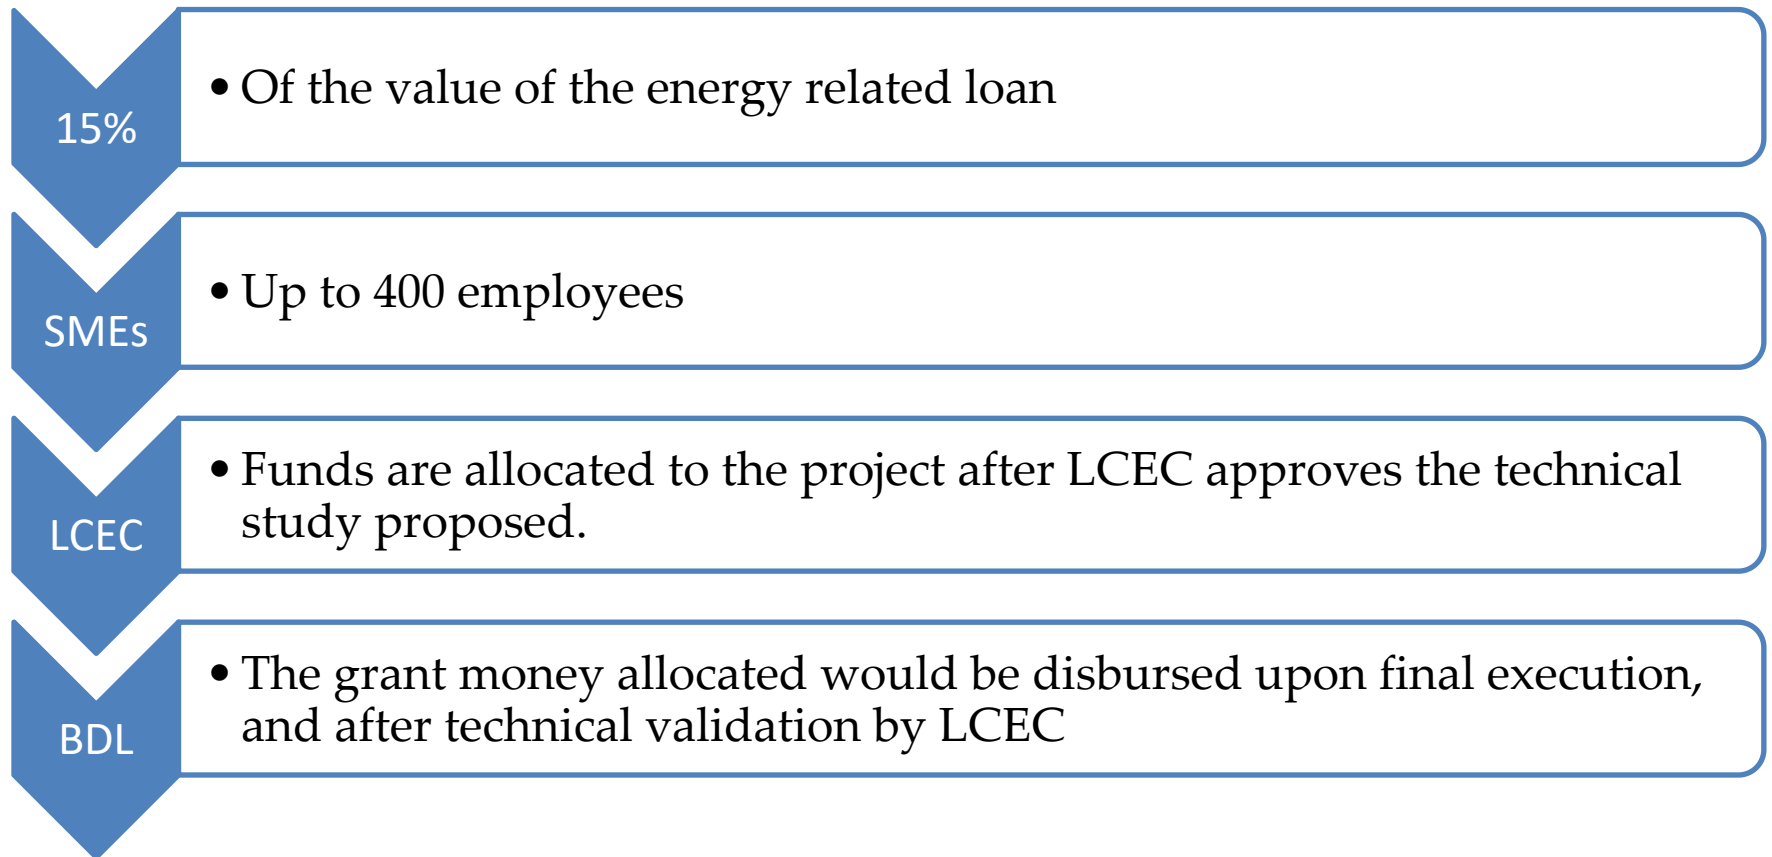 15%
• Of the value of the energy related loan
SMEs
• Up to 400 employees
LCEC
• Funds are allocated to the project after LCEC approves the technical
study proposed.
BDL
• The grant money allocated would be disbursed upon final execution,
and after technical validation by LCEC